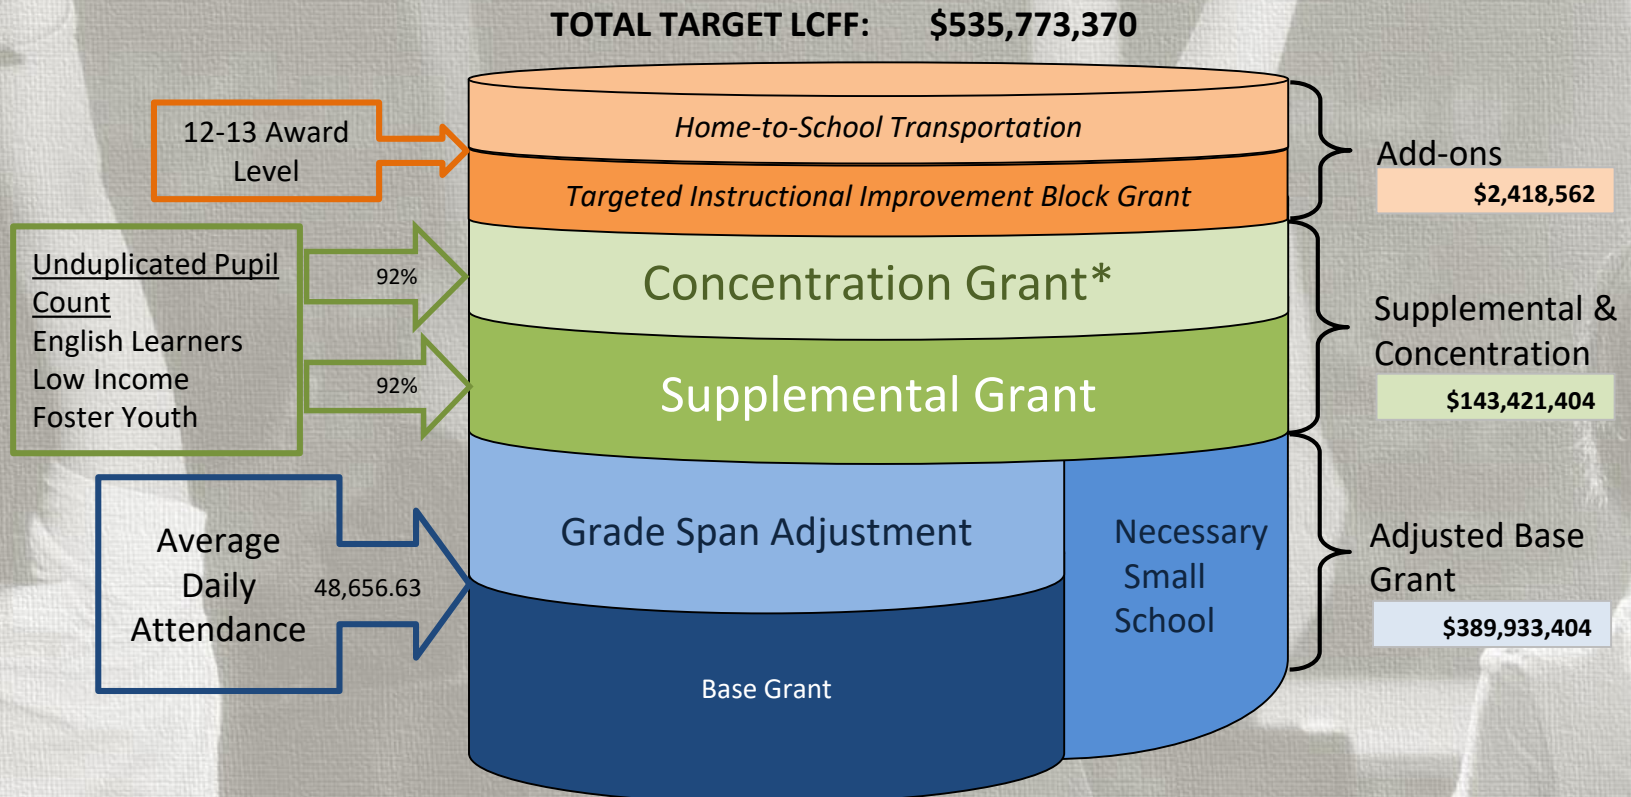 TOTAL TARGET LCFF: $535,773,370
12-13 Award
Level
Home-to-School Transportation
Targeted Instructional Improvement Block Grant
Add-ons
$2,418,562
Unduplicated Pupil
Count
English Learners
Low Income
Foster Youth
92%
92%
Concentration Grant*
Supplemental Grant
Supplemental &
Concentration
$143,421,404
Average
Daily
Attendance
48,656.63
Grade Span Adjustment
Base Grant
Necessary
Small
School
Adjusted Base
Grant
$389,933,404